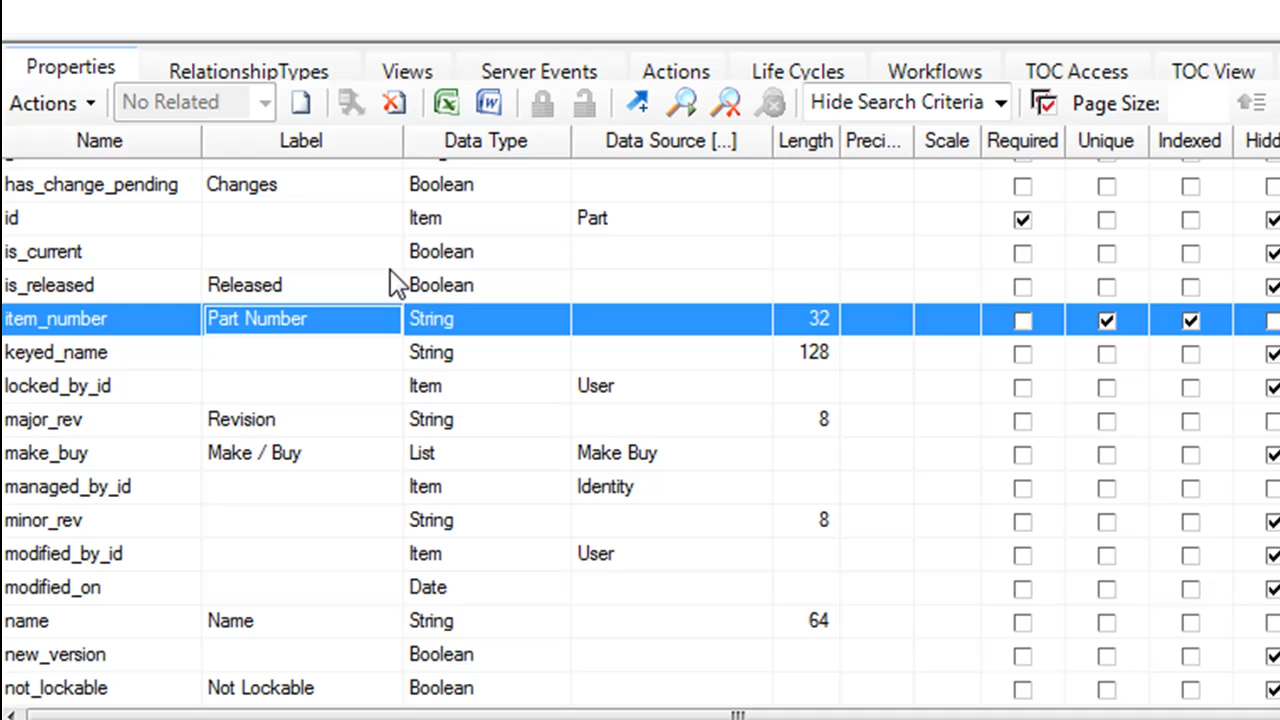 Properties RelationshipTypes Views Server Events Actions Life Cycles Workflows TOC Access TOC View
Actions No Related Hide Search Criteria Page Size:
Name Label Data Type Data Source [...] Length Preci... Scale Required Unique Indexed Hidd
has_change_pending Changes Boolean
id Item Part
is_current Boolean
is_released Released Boolean
item_number Part Number String 32
keyed_name String 128
locked_by_id Item User
major_rev Revision String 8
make_buy Make / Buy List Make Buy
managed_by_id Item Identity
minor_rev String 8
modified_by_id Item User
modified_on Date
name Name String 64
new_version Boolean
not_lockable Not Lockable Boolean